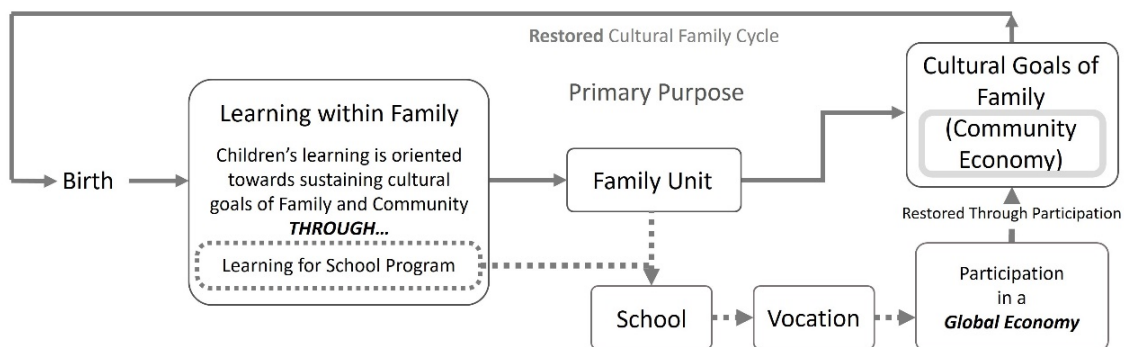 Restored Cultural Family Cycle
Primary Purpose
Birth
Learning within Family
Children’s learning is oriented
towards sustaining cultural
goals of Family and Community
THROUGH…
Learning for School Program
Family Unit
Cultural Goals of
Family
(Community
Economy)
Restored Through Participation
School
Vocation
Participation
in a
Global Economy